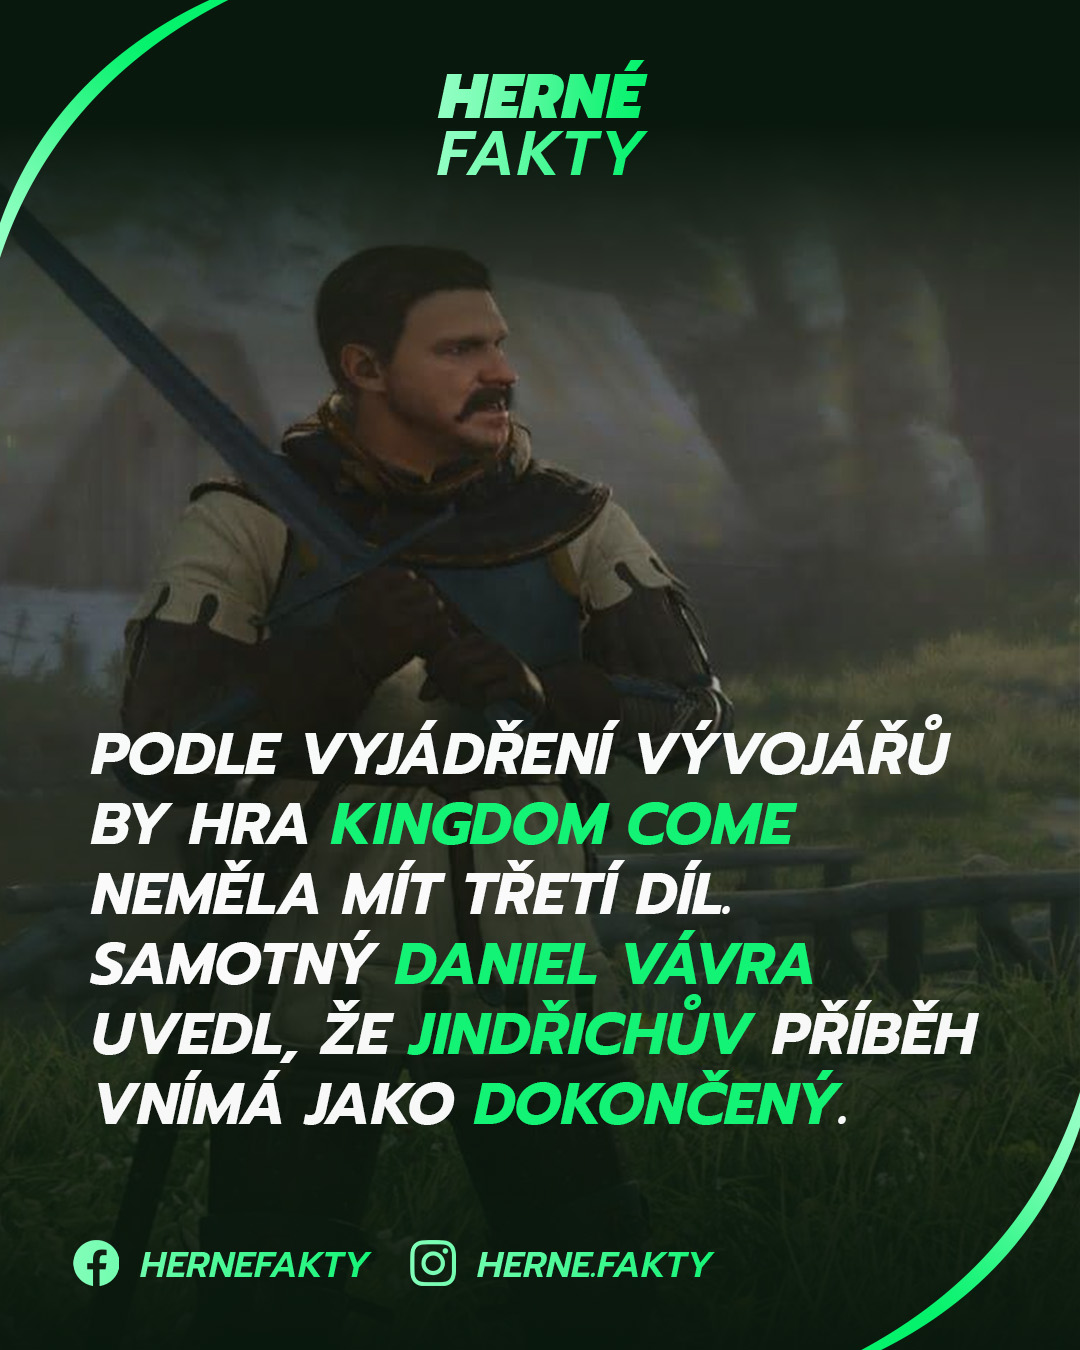 HERNÉ
FAKTY
PODLE VYJÁDŘENÍ VÝVOJÁŘŮ
BY HRA KINGDOM COME
NEMĚLA MÍT TŘETÍ DÍL.
SAMOTNÝ DANIEL VÁVRA
UVEDL, ŽE JINDŘICHŮV PŘÍBĚH
VNÍMÁ JAKO DOKONČENÝ.
HERNEFAKTY HERNE.FAKTY